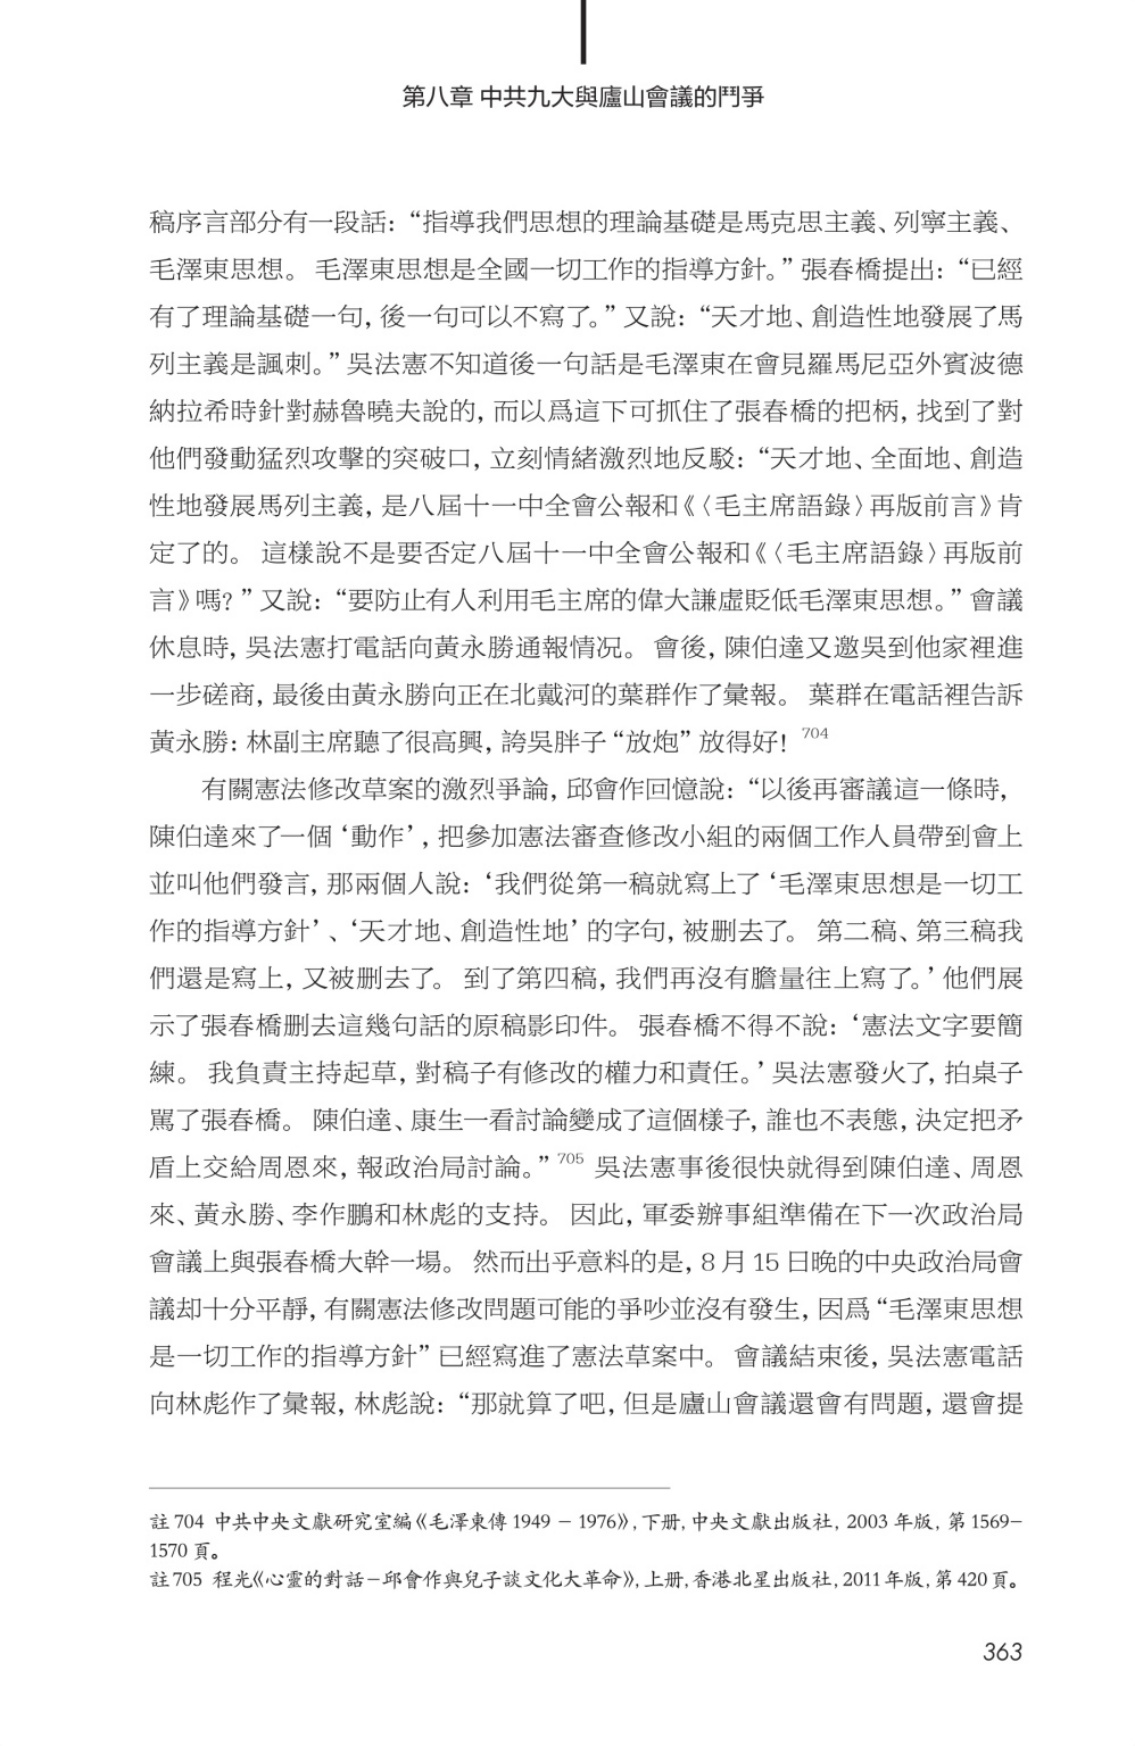 第八章 中共九大與廬山會議的鬥爭
稿序言部分有一段話：“指導我們思想的理論基礎是馬克思主義、列寧主義、
毛澤東思想。 毛澤東思想是全國一切工作的指導方針。”張春橋提出：“已經
有了理論基礎一句，後一句可以不寫了。”又說：“天才地、創造性地發展了馬
列主義是諷刺。”吳法憲不知道後一句話是毛澤東在會見羅馬尼亞外賓波德
納拉希時針對赫魯曉夫說的，而以爲這下可抓住了張春橋的把柄，找到了對
他們發動猛烈攻擊的突破口，立刻情緒激烈地反駁：“天才地、全面地、創造
性地發展馬列主義，是八屆十一中全會公報和《〈毛主席語錄〉再版前言》肯
定了的。 這樣說不是要否定八屆十一中全會公報和《〈毛主席語錄〉再版前
言》嗎？”又說：“要防止有人利用毛主席的偉大謙虛貶低毛澤東思想。”會議
休息時，吳法憲打電話向黃永勝通報情况。 會後，陳伯達又邀吳到他家裡進
一步磋商，最後由黃永勝向正在北戴河的葉群作了彙報。 葉群在電話裡告訴
黃永勝：林副主席聽了很高興，誇吳胖子“放炮”放得好！ 704
有關憲法修改草案的激烈爭論，邱會作回憶說：“以後再審議這一條時，
陳伯達來了一個‘動作’，把參加憲法審查修改小組的兩個工作人員帶到會上
並叫他們發言，那兩個人說：‘我們從第一稿就寫上了‘毛澤東思想是一切工
作的指導方針’、‘天才地、創造性地’的字句，被刪去了。 第二稿、第三稿我
們還是寫上，又被刪去了。 到了第四稿，我們再沒有膽量往上寫了。’他們展
示了張春橋刪去這幾句話的原稿影印件。 張春橋不得不說：‘憲法文字要簡
練。 我負責主持起草，對稿子有修改的權力和責任。’吳法憲發火了，拍桌子
駡了張春橋。 陳伯達、康生一看討論變成了這個樣子，誰也不表態，決定把矛
盾上交給周恩來，報政治局討論。”705 吳法憲事後很快就得到陳伯達、周恩
來、黃永勝、李作鵬和林彪的支持。 因此，軍委辦事組準備在下一次政治局
會議上與張春橋大幹一場。 然而出乎意料的是，8 月 15 日晚的中央政治局會
議却十分平靜，有關憲法修改問題可能的爭吵並沒有發生，因爲“毛澤東思想
是一切工作的指導方針”已經寫進了憲法草案中。 會議結束後，吳法憲電話
向林彪作了彙報，林彪說：“那就算了吧，但是廬山會議還會有問題，還會提
註 704 中共中央文獻研究室編《毛澤東傳 1949 – 1976》，下册，中央文獻出版社，2003 年版，第 1569–
1570 頁。
註 705 程光《心靈的對話–邱會作與兒子談文化大革命》，上册，香港北星出版社，2011 年版，第 420 頁。
363